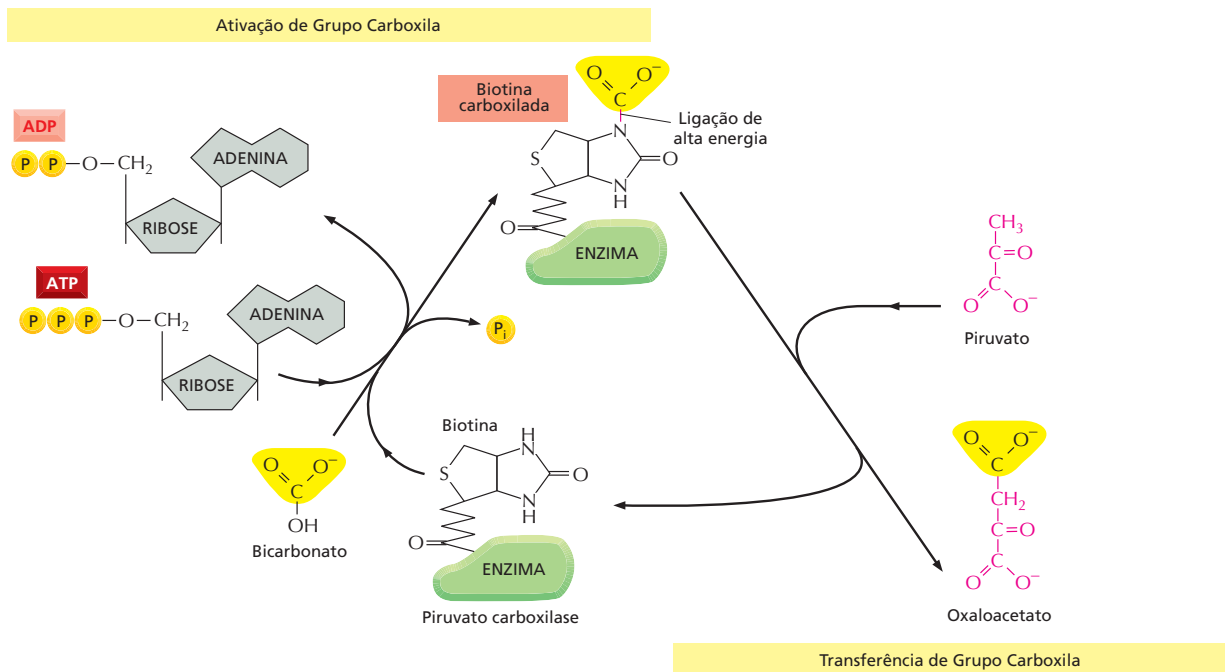 Ativação de Grupo Carboxila
Biotina
carboxilada
O O⁻
C
Ligação de
alta energia
N
S
O
N
H
O
ENZIMA
ADP
P P –O–CH₂
ADENINA
RIBOSE
ATP
P P P –O–CH₂
ADENINA
RIBOSE
Pᵢ
CH₃
C=O
C
O O⁻
Piruvato
Biotina
H
N
S
O
N
H
O
ENZIMA
Piruvato carboxilase
O O⁻
C
OH
Bicarbonato
O O⁻
C
CH₂
C=O
C
O O⁻
Oxaloacetato
Transferência de Grupo Carboxila